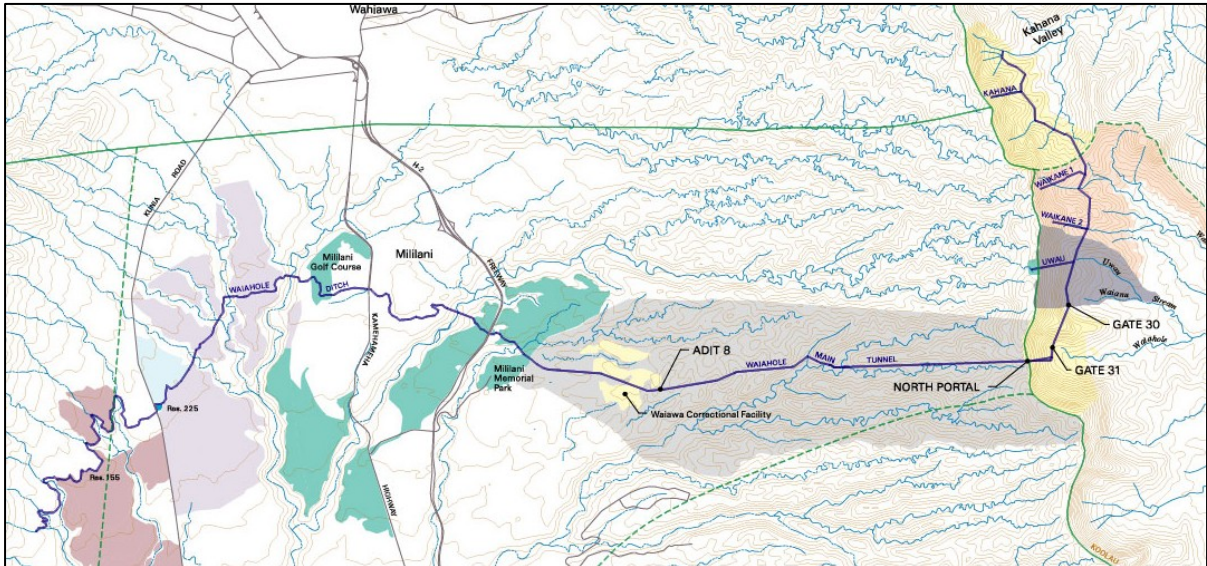 Wahiawa
Kahana
Valley
KAHANA
KUNIA ROAD
H-2
WAIKANE 1
WAIKANE 2
Mililani
Golf Course
Mililani
FREEWAY
UWAU
Uwau
Waianu Stream
WAIAHOLE DITCH
KAMEHAMEHA
GATE 30
Waiahole
ADIT 8
WAIAHOLE MAIN TUNNEL
GATE 31
NORTH PORTAL
Mililani
Memorial
Park
Res. 225
Waiawa Correctional Facility
Res. 155
HIGHWAY
KOOLAU